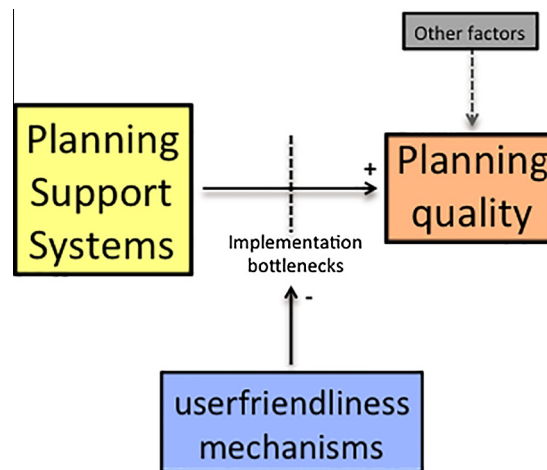 Other factors
Planning
Support
Systems
+
Planning
quality
Implementation
bottlenecks
-
userfriendliness
mechanisms